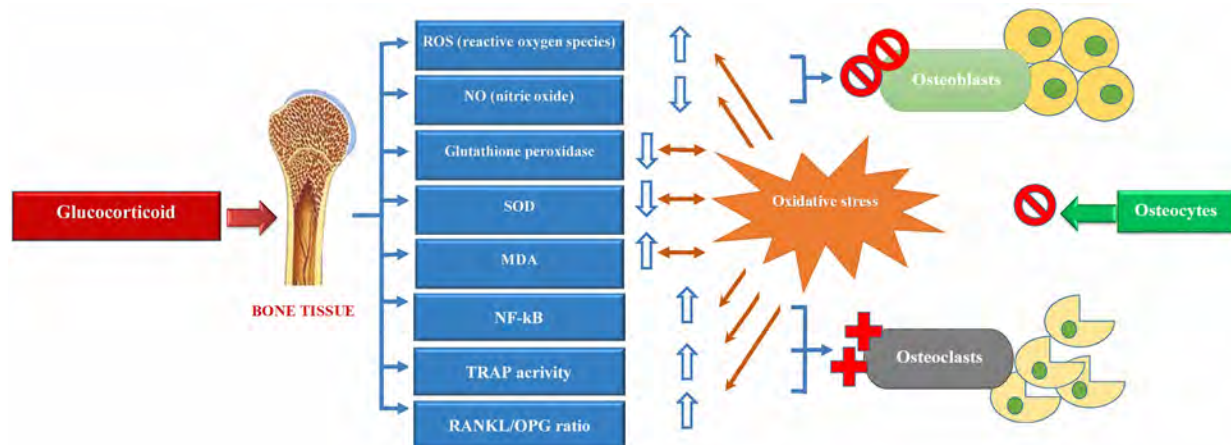 ROS (reactive oxygen species)
Osteoblasts
NO (nitric oxide)
Glutathione peroxidase
Glucocorticoid
SOD
Oxidative stress
Osteocytes
MDA
BONE TISSUE
NF-kB
Osteoclasts
TRAP acrivity
RANKL/OPG ratio